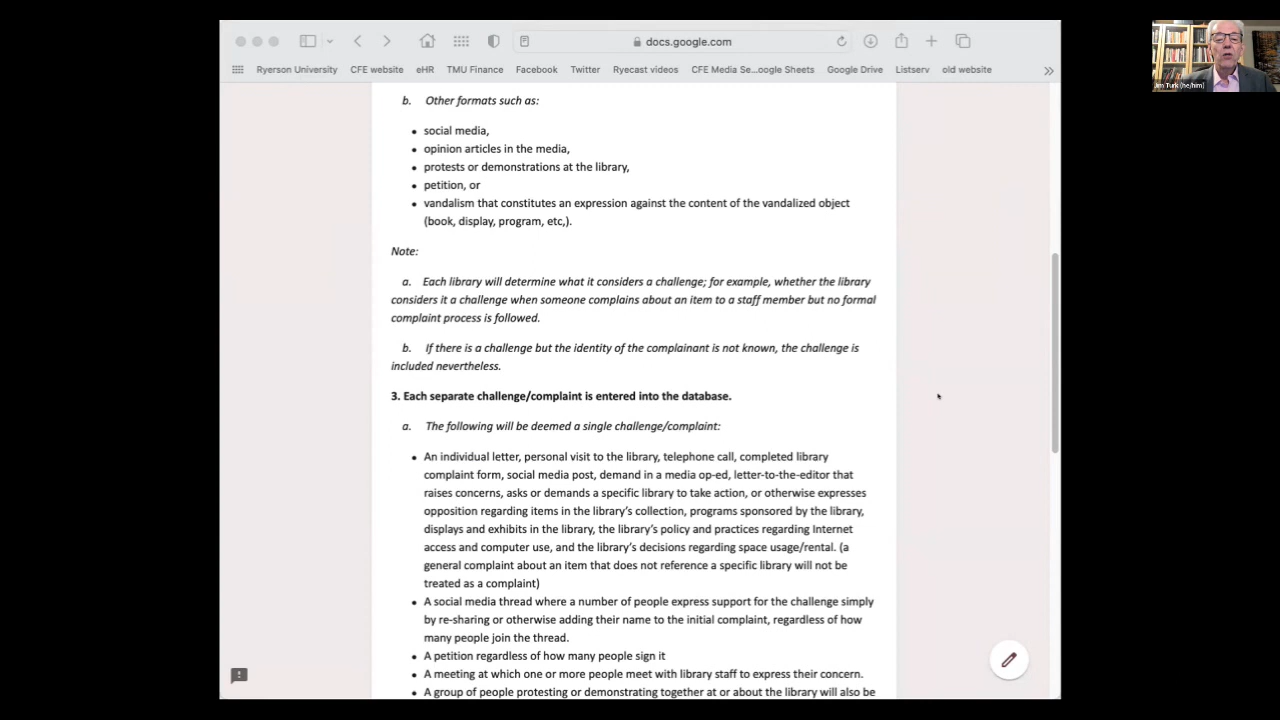 docs.google.com
Ryerson University CFE website eHR TMU Finance Facebook Twitter Ryecast videos CFE Media Se...oogle Sheets Google Drive Listserv old website
Jim Turk (he/him)
b. Other formats such as:
• social media,
• opinion articles in the media,
• protests or demonstrations at the library,
• petition, or
• vandalism that constitutes an expression against the content of the vandalized object
(book, display, program, etc,).
Note:
a. Each library will determine what it considers a challenge; for example, whether the library
considers it a challenge when someone complains about an item to a staff member but no formal
complaint process is followed.
b. If there is a challenge but the identity of the complainant is not known, the challenge is
included nevertheless.
3. Each separate challenge/complaint is entered into the database.
a. The following will be deemed a single challenge/complaint:
• An individual letter, personal visit to the library, telephone call, completed library
complaint form, social media post, demand in a media op-ed, letter-to-the-editor that
raises concerns, asks or demands a specific library to take action, or otherwise expresses
opposition regarding items in the library's collection, programs sponsored by the library,
displays and exhibits in the library, the library's policy and practices regarding Internet
access and computer use, and the library's decisions regarding space usage/rental. (a
general complaint about an item that does not reference a specific library will not be
treated as a complaint)
• A social media thread where a number of people express support for the challenge simply
by re-sharing or otherwise adding their name to the initial complaint, regardless of how
many people join the thread.
• A petition regardless of how many people sign it
• A meeting at which one or more people meet with library staff to express their concern.
• A group of people protesting or demonstrating together at or about the library will also be